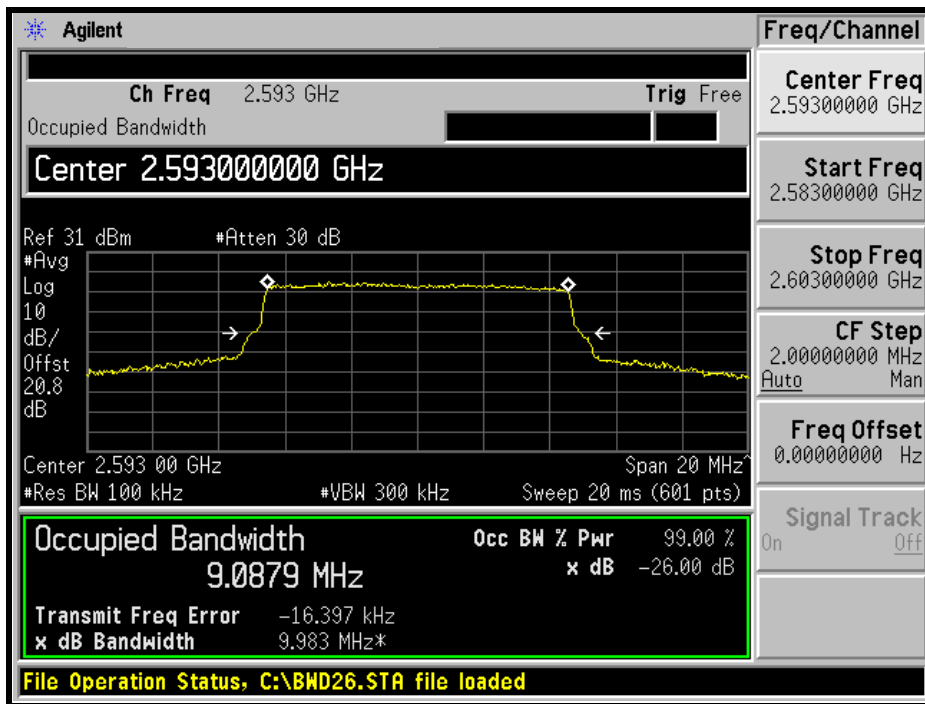 Agilent
Freq/Channel
Ch Freq 2.593 GHz Trig Free
Occupied Bandwidth
Center 2.593000000 GHz
Ref 31 dBm #Atten 30 dB
#Avg
Log
10
dB/
Offst
20.8
dB
Center 2.593 00 GHz Span 20 MHz^
#Res BW 100 kHz #VBW 300 kHz Sweep 20 ms (601 pts)
Occupied Bandwidth Occ BW % Pwr 99.00 %
9.0879 MHz x dB -26.00 dB
Transmit Freq Error -16.397 kHz
x dB Bandwidth 9.983 MHz*
File Operation Status, C:\BWD26.STA file loaded
Center Freq
2.59300000 GHz
Start Freq
2.58300000 GHz
Stop Freq
2.60300000 GHz
CF Step
2.00000000 MHz
Auto Man
Freq Offset
0.00000000 Hz
Signal Track
On Off